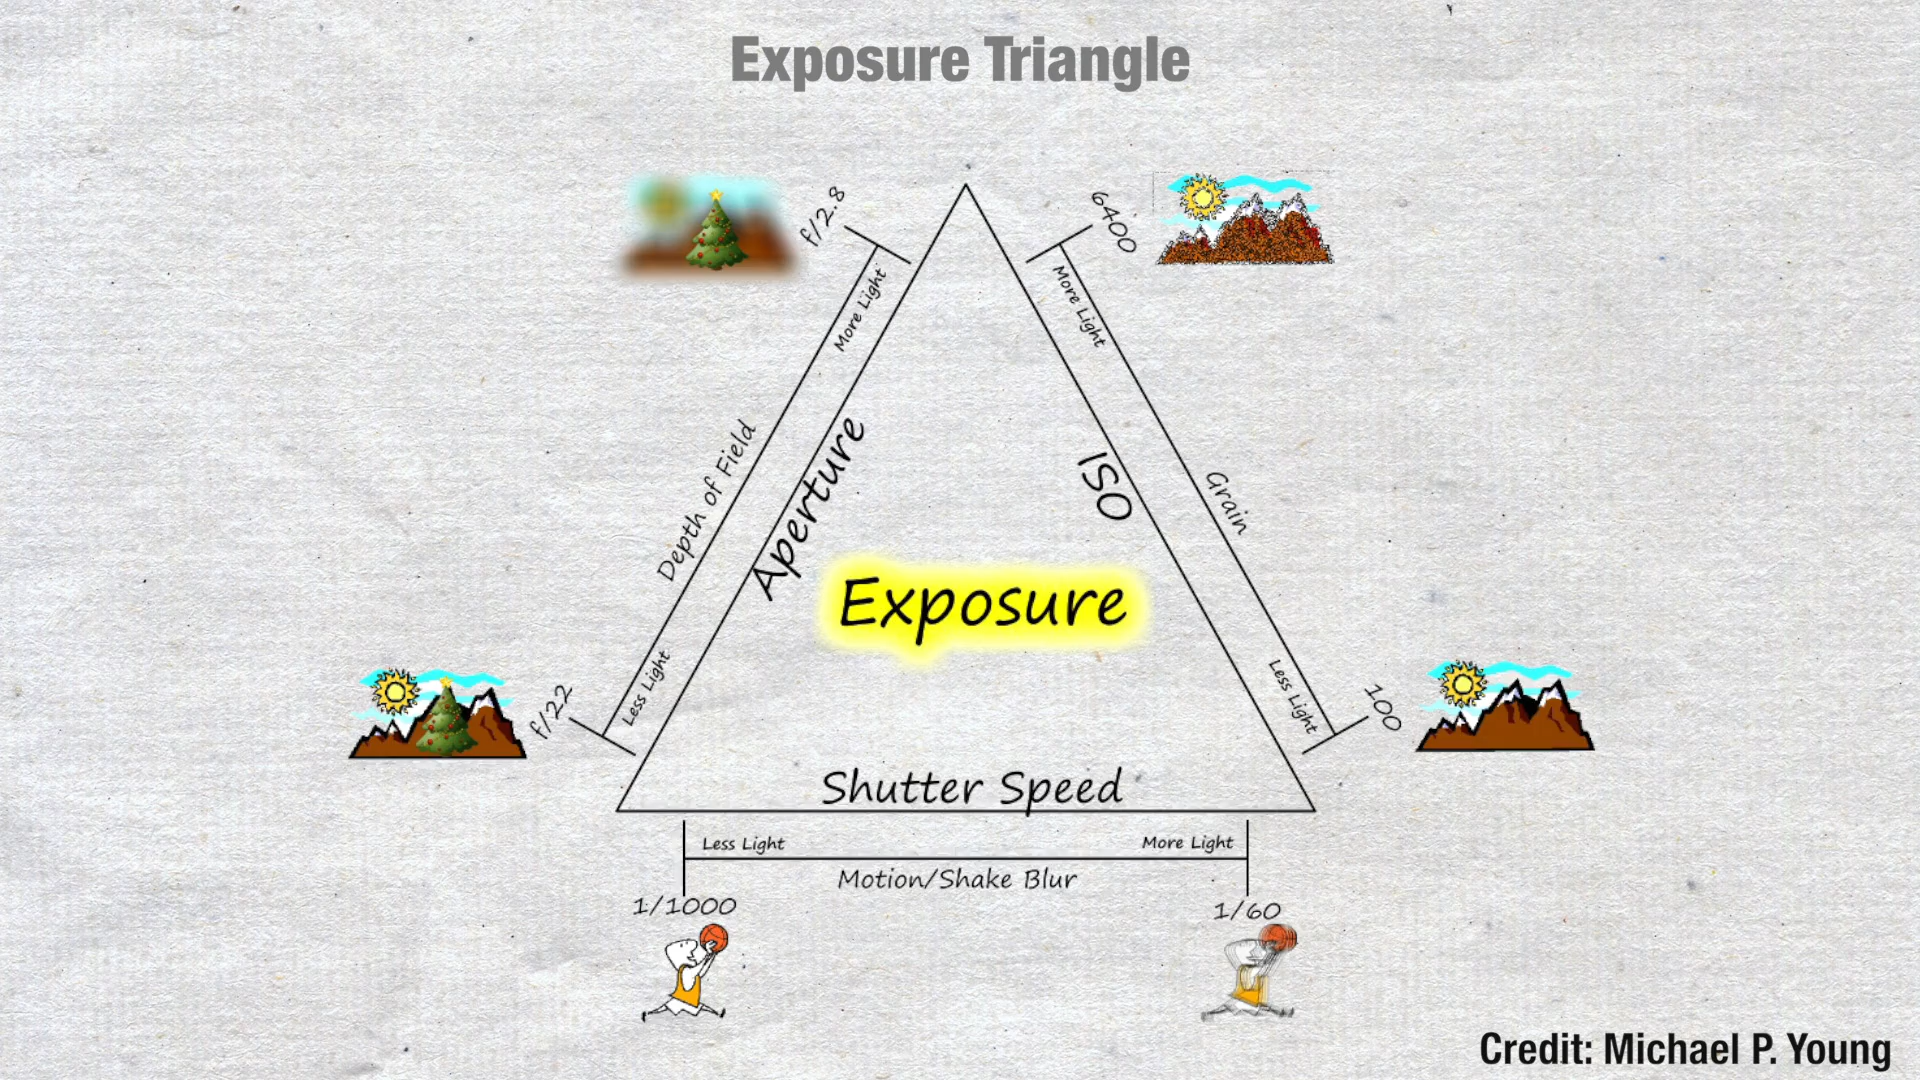 Exposure Triangle
f/2.8
6400
More Light
More Light
Depth of Field
Aperture
ISO
Grain
Exposure
Less Light
Less Light
f/22
100
Shutter Speed
Less Light
More Light
Motion/Shake Blur
1/1000
1/60
Credit: Michael P. Young